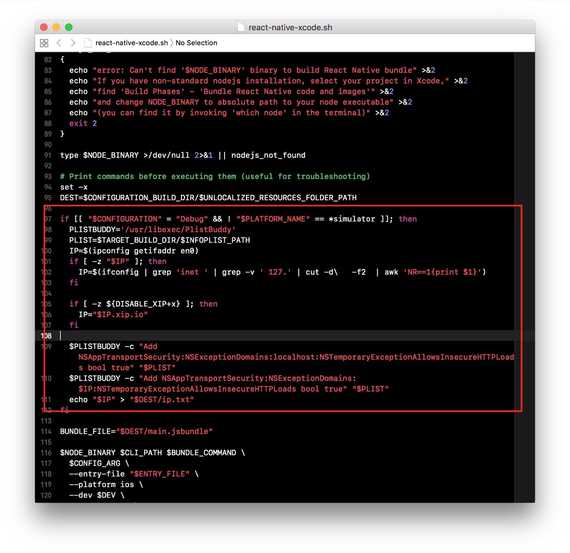 react-native-xcode.sh
react-native-xcode.sh › No Selection
82 {
83 echo "error: Can't find '$NODE_BINARY' binary to build React Native bundle" >&2
84 echo "If you have non-standard nodejs installation, select your project in Xcode," >&2
85 echo "find 'Build Phases' - 'Bundle React Native code and images'" >&2
86 echo "and change NODE_BINARY to absolute path to your node executable" >&2
87 echo "(you can find it by invoking 'which node' in the terminal)" >&2
88 exit 2
89 }
90
91 type $NODE_BINARY >/dev/null 2>&1 || nodejs_not_found
92
93 # Print commands before executing them (useful for troubleshooting)
94 set -x
95 DEST=$CONFIGURATION_BUILD_DIR/$UNLOCALIZED_RESOURCES_FOLDER_PATH
96
97 if [[ "$CONFIGURATION" = "Debug" && ! "$PLATFORM_NAME" == *simulator ]]; then
98 PLISTBUDDY='/usr/libexec/PlistBuddy'
99 PLIST=$TARGET_BUILD_DIR/$INFOPLIST_PATH
100 IP=$(ipconfig getifaddr en0)
101 if [ -z "$IP" ]; then
102 IP=$(ifconfig | grep 'inet ' | grep -v ' 127.' | cut -d\   -f2  | awk 'NR==1{print $1}')
103 fi
104
105 if [ -z ${DISABLE_XIP+x} ]; then
106 IP="$IP.xip.io"
107 fi
108
109 $PLISTBUDDY -c "Add
NSAppTransportSecurity:NSExceptionDomains:localhost:NSTemporaryExceptionAllowsInsecureHTTPLoad
s bool true" "$PLIST"
110 $PLISTBUDDY -c "Add NSAppTransportSecurity:NSExceptionDomains:
$IP:NSTemporaryExceptionAllowsInsecureHTTPLoads bool true" "$PLIST"
111 echo "$IP" > "$DEST/ip.txt"
112 fi
113
114 BUNDLE_FILE="$DEST/main.jsbundle"
115
116 $NODE_BINARY $CLI_PATH $BUNDLE_COMMAND \
117 $CONFIG_ARG \
118 --entry-file "$ENTRY_FILE" \
119 --platform ios \
120 --dev $DEV \